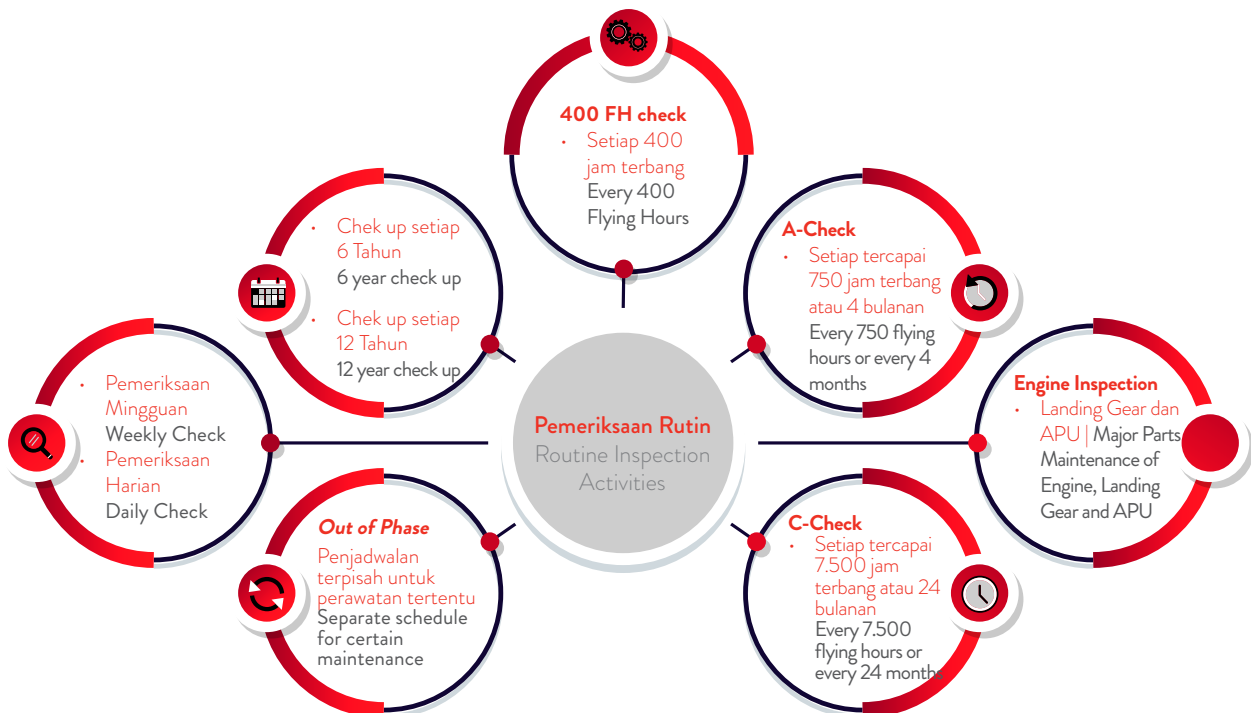 400 FH check
• Setiap 400
jam terbang
Every 400
Flying Hours
• Chek up setiap
6 Tahun
6 year check up
• Chek up setiap
12 Tahun
12 year check up
A-Check
• Setiap tercapai
750 jam terbang
atau 4 bulanan
Every 750 flying
hours or every 4
months
• Pemeriksaan
Mingguan
Weekly Check
• Pemeriksaan
Harian
Daily Check
Pemeriksaan Rutin
Routine Inspection
Activities
Engine Inspection
• Landing Gear dan
APU | Major Parts
Maintenance of
Engine, Landing
Gear and APU
Out of Phase
Penjadwalan
terpisah untuk
perawatan tertentu
Separate schedule
for certain
maintenance
C-Check
• Setiap tercapai
7.500 jam
terbang atau 24
bulanan
Every 7.500
flying hours or
every 24 months